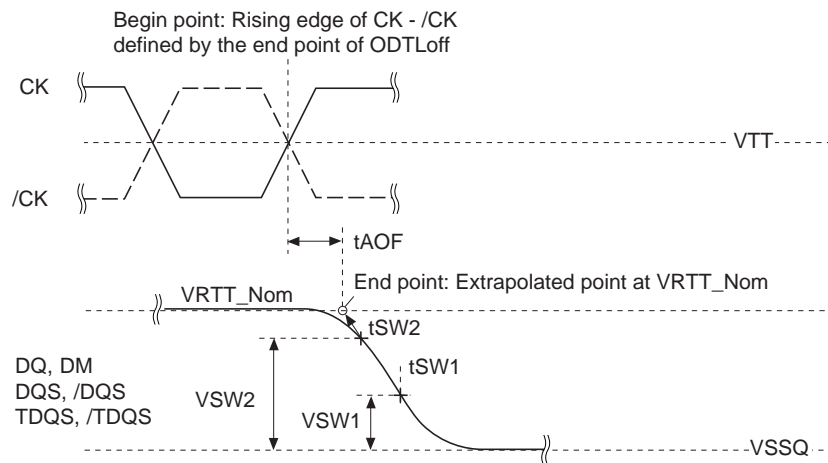 Begin point: Rising edge of CK - /CK
defined by the end point of ODTLoff
CK
VTT
/CK
tAOF
End point: Extrapolated point at VRTT_Nom
VRTT_Nom
tSW2
tSW1
DQ, DM
DQS, /DQS
TDQS, /TDQS
VSW2
VSW1
VSSQ